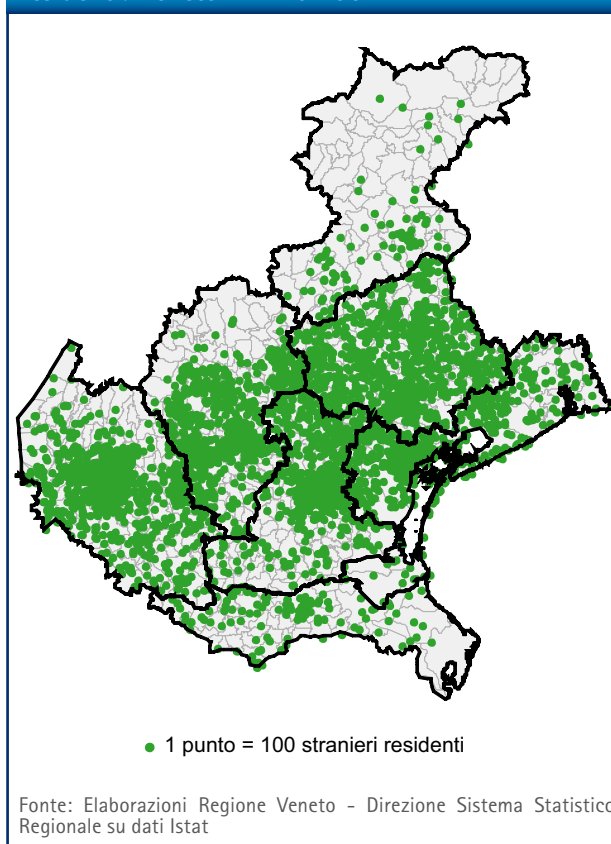 1 punto = 100 stranieri residenti
Fonte: Elaborazioni Regione Veneto - Direzione Sistema Statistico
Regionale su dati Istat